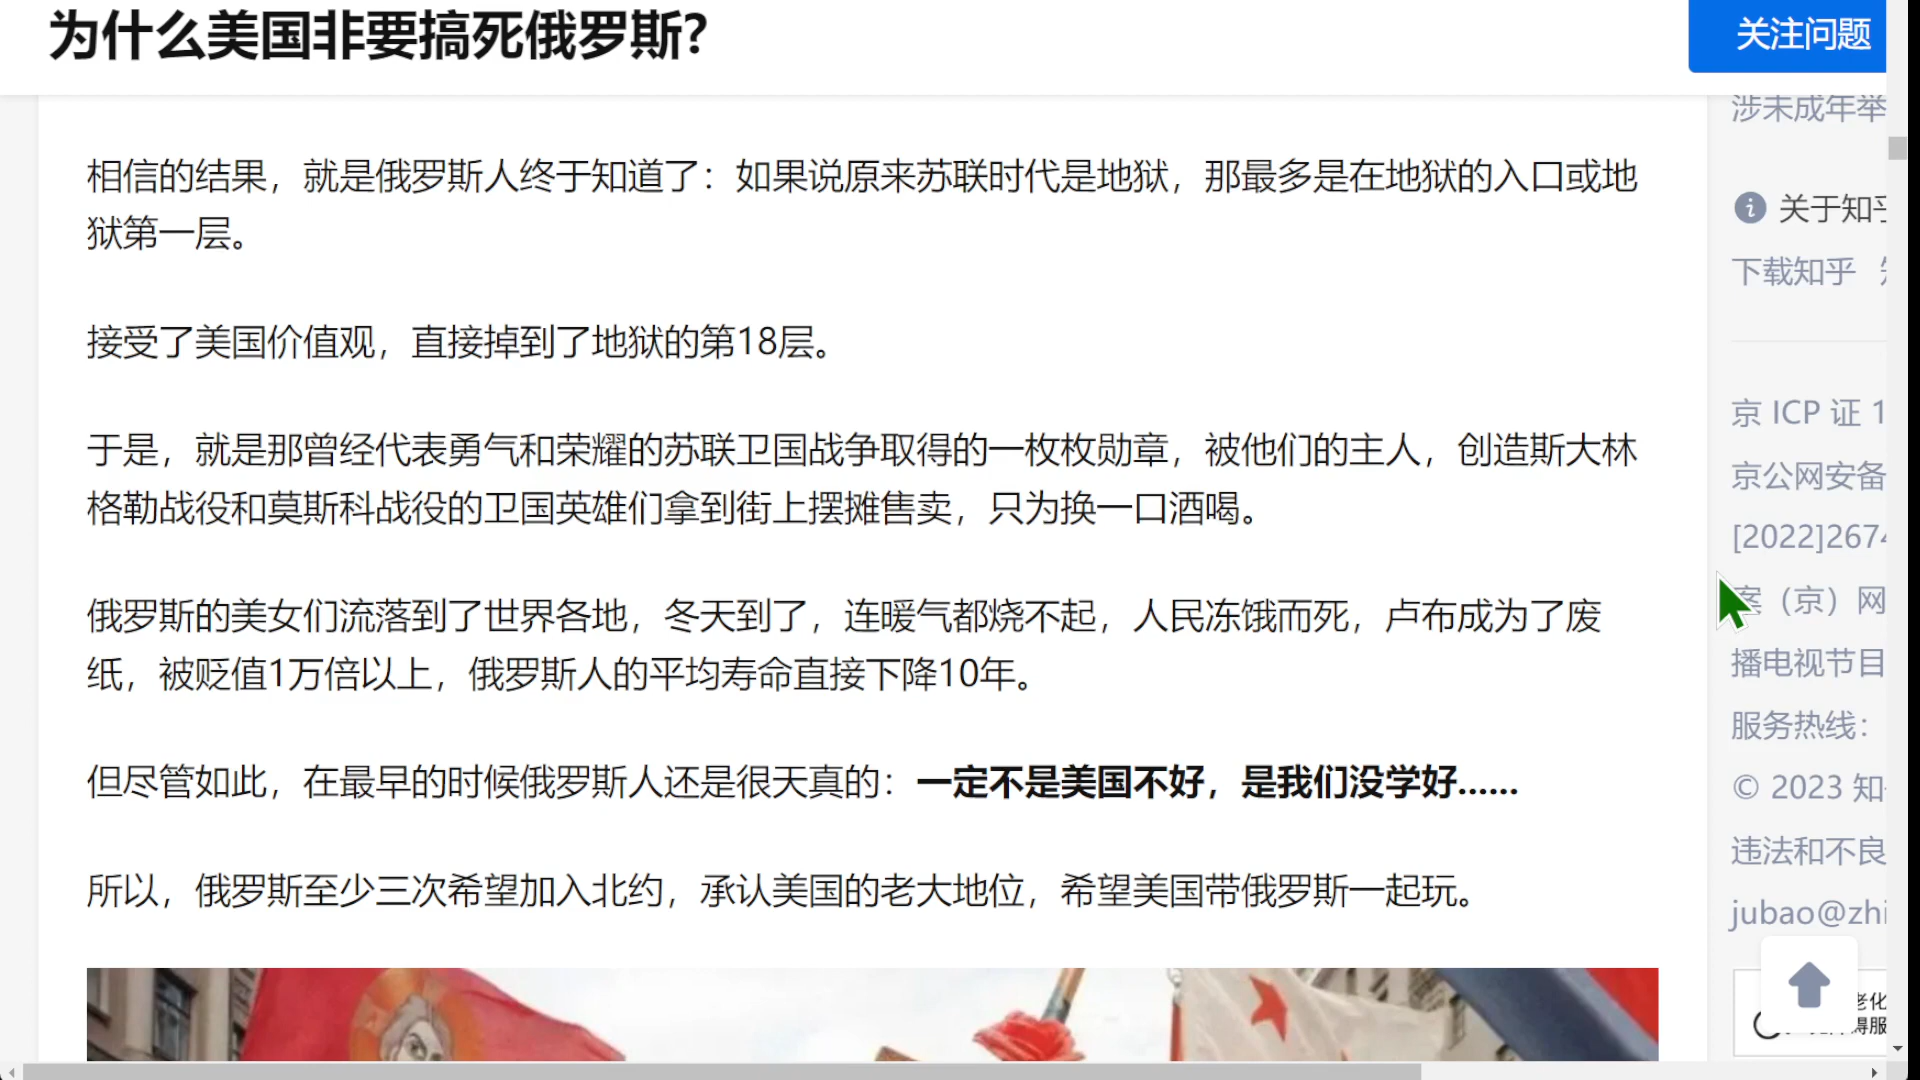 为什么美国非要搞死俄罗斯?
关注问题
涉未成年举
相信的结果，就是俄罗斯人终于知道了：如果说原来苏联时代是地狱，那最多是在地狱的入口或地
狱第一层。
接受了美国价值观，直接掉到了地狱的第18层。
于是，就是那曾经代表勇气和荣耀的苏联卫国战争取得的一枚枚勋章，被他们的主人，创造斯大林
格勒战役和莫斯科战役的卫国英雄们拿到街上摆摊售卖，只为换一口酒喝。
俄罗斯的美女们流落到了世界各地，冬天到了，连暖气都烧不起，人民冻饿而死，卢布成为了废
纸，被贬值1万倍以上，俄罗斯人的平均寿命直接下降10年。
但尽管如此，在最早的时候俄罗斯人还是很天真的：一定不是美国不好，是我们没学好......
所以，俄罗斯至少三次希望加入北约，承认美国的老大地位，希望美国带俄罗斯一起玩。
关于知乎
下载知乎
京 ICP 证 1
京公网安备
[2022]2674
案（京）网
播电视节目
服务热线：
© 2023 知
违法和不良
jubao@zhi
老化
碍服